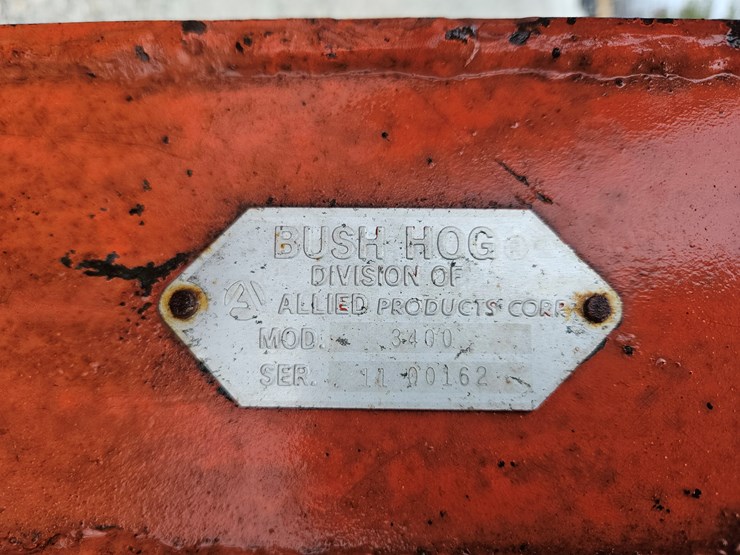 BUSH HOG®
DIVISION OF
ALLIED PRODUCTS CORP.
MOD. 3400
SER. 11 00162